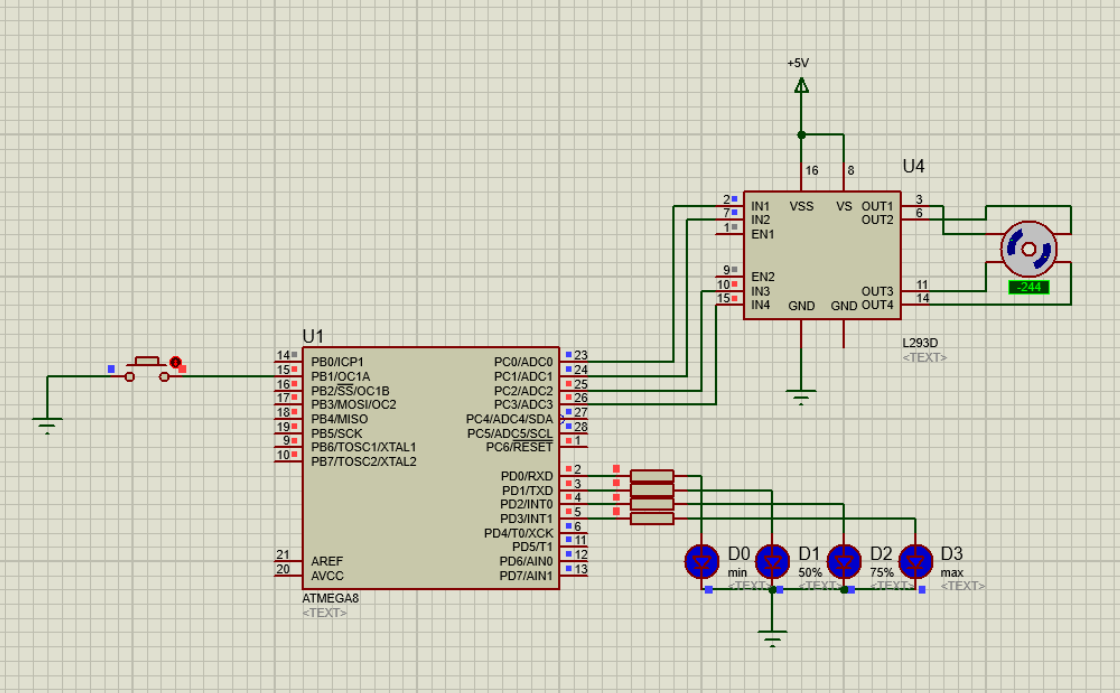 +5V
U4
16
8
2
IN1
VSS
VS
OUT1
3
7
IN2
OUT2
6
1
EN1
9
EN2
10
IN3
OUT3
11
15
IN4
GND
GND
OUT4
14
-244
L293D
<TEXT>
U1
14
PB0/ICP1
PC0/ADC0
23
15
PB1/OC1A
PC1/ADC1
24
16
PB2/SS/OC1B
PC2/ADC2
25
17
PB3/MOSI/OC2
PC3/ADC3
26
18
PB4/MISO
PC4/ADC4/SDA
27
19
PB5/SCK
PC5/ADC5/SCL
28
9
PB6/TOSC1/XTAL1
PC6/RESET
1
10
PB7/TOSC2/XTAL2
PD0/RXD
2
PD1/TXD
3
PD2/INT0
4
PD3/INT1
5
PD4/T0/XCK
6
PD5/T1
11
21
AREF
PD6/AIN0
12
20
AVCC
PD7/AIN1
13
ATMEGA8
<TEXT>
D0
min
<TEXT>
D1
50%
<TEXT>
D2
75%
<TEXT>
D3
max
<TEXT>